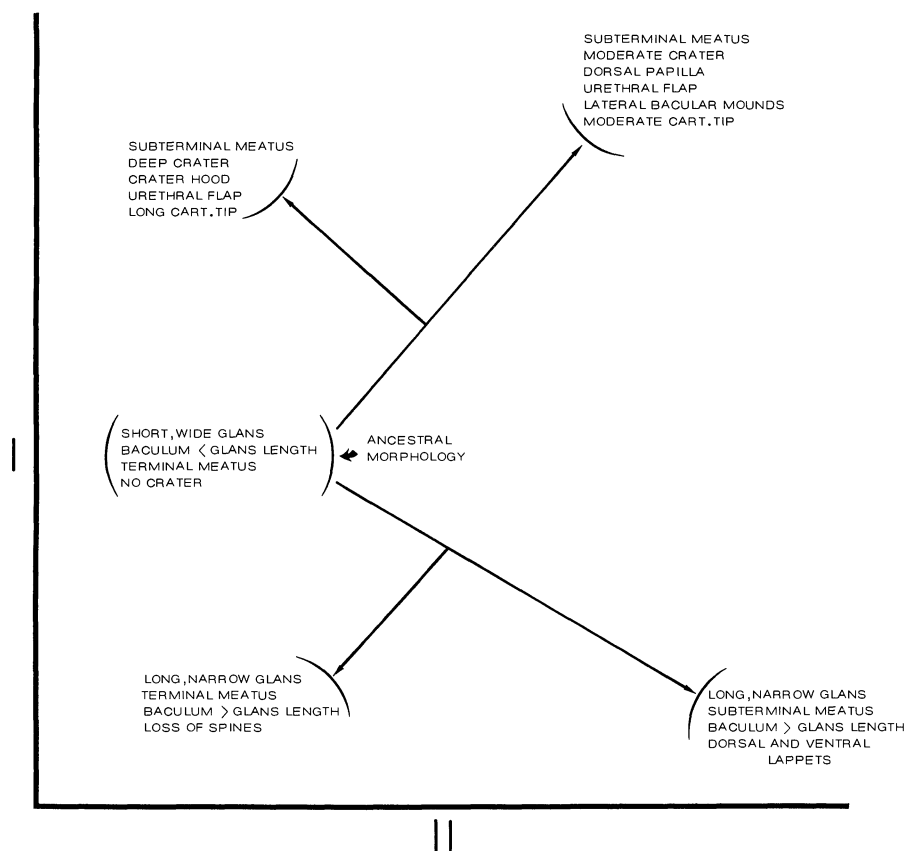 SUBTERMINAL MEATUS
MODERATE CRATER
DORSAL PAPILLA
URETHRAL FLAP
LATERAL BACULAR MOUNDS
MODERATE CART.TIP
SUBTERMINAL MEATUS
DEEP CRATER
CRATER HOOD
URETHRAL FLAP
LONG CART.TIP
SHORT,WIDE GLANS
BACULUM < GLANS LENGTH
TERMINAL MEATUS
NO CRATER
ANCESTRAL
MORPHOLOGY
I
LONG,NARROW GLANS
TERMINAL MEATUS
BACULUM > GLANS LENGTH
LOSS OF SPINES
LONG,NARROW GLANS
SUBTERMINAL MEATUS
BACULUM > GLANS LENGTH
DORSAL AND VENTRAL
LAPPETS
II